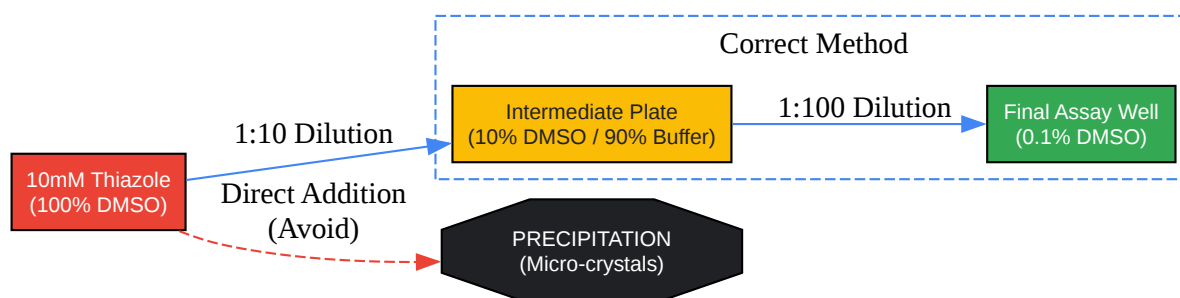 Correct Method
10mM Thiazole
(100% DMSO)
1:10 Dilution
Intermediate Plate
(10% DMSO / 90% Buffer)
1:100 Dilution
Final Assay Well
(0.1% DMSO)
Direct Addition
(Avoid)
PRECIPITATION
(Micro-crystals)